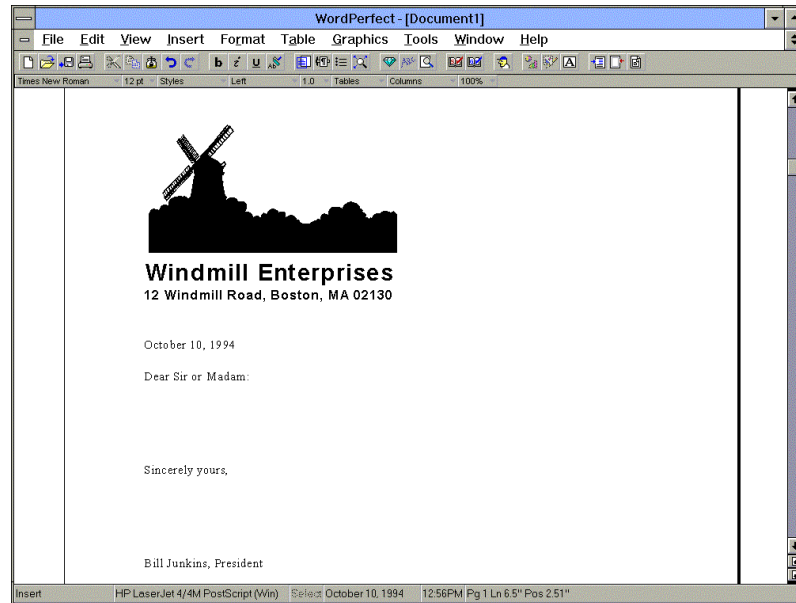 WordPerfect - [Document1]
File Edit View Insert Format Table Graphics Tools Window Help
b i u
Times New Roman 12 pt Styles Left 1.0 Tables Columns 100%
Windmill Enterprises
12 Windmill Road, Boston, MA 02130
October 10, 1994
Dear Sir or Madam:
Sincerely yours,
Bill Junkins, President
Insert HP LaserJet 4/4M PostScript (Win) Select October 10, 1994 12:56PM Pg 1 Ln 6.5" Pos 2.51"